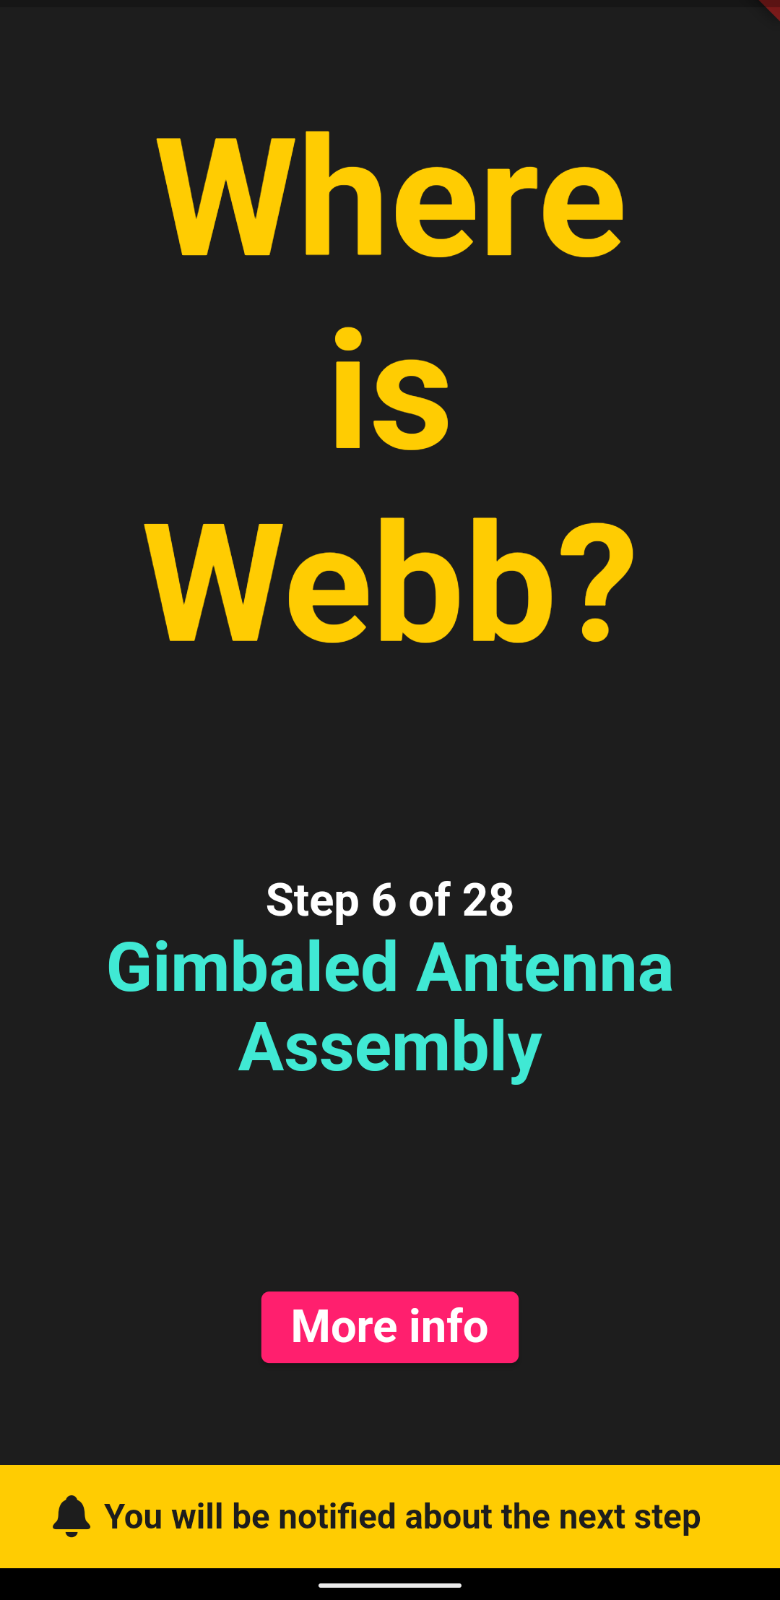 Where
is
Webb?
Step 6 of 28
Gimbaled Antenna
Assembly
More info
You will be notified about the next step